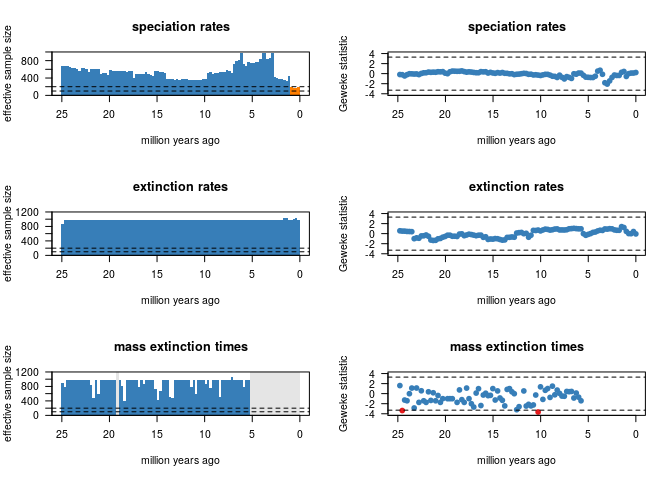 speciation rates
effective sample size
800
400
0
25 20 15 10 5 0
million years ago
speciation rates
Geweke statistic
4
2
0
-2
-4
25 20 15 10 5 0
million years ago
extinction rates
effective sample size
1200
800
400
0
25 20 15 10 5 0
million years ago
extinction rates
Geweke statistic
4
2
0
-2
-4
25 20 15 10 5 0
million years ago
mass extinction times
effective sample size
1200
800
400
0
25 20 15 10 5 0
million years ago
mass extinction times
Geweke statistic
4
2
0
-2
-4
25 20 15 10 5 0
million years ago